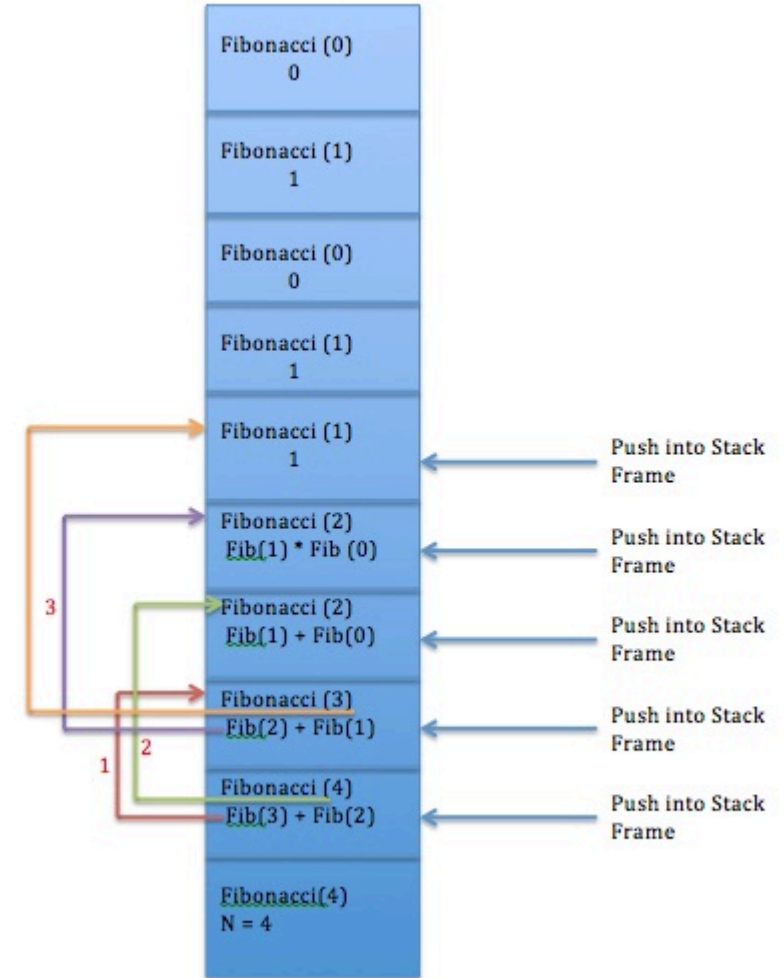 Fibonacci (0)
0
Fibonacci (1)
1
Fibonacci (0)
0
Fibonacci (1)
1
Fibonacci (1)
1
Push into Stack
Frame
Fibonacci (2)
Fib(1) * Fib (0)
Push into Stack
Frame
3
Fibonacci (2)
Fib(1) + Fib(0)
Push into Stack
Frame
Fibonacci (3)
Fib(2) + Fib(1)
Push into Stack
Frame
1
2
Fibonacci (4)
Fib(3) + Fib(2)
Push into Stack
Frame
Fibonacci(4)
N = 4